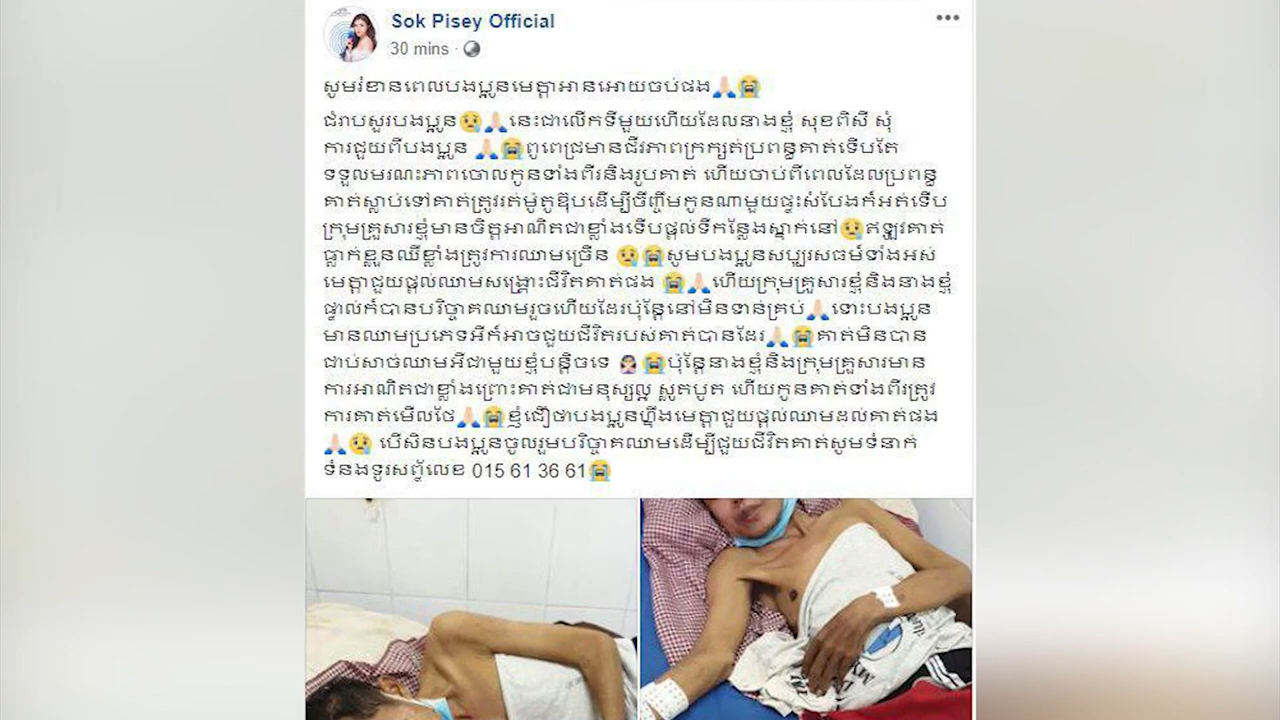 Sok Pisey Official
30 mins ·
សូមរំខានពេលបងប្អូនមេត្តាអានអោយចប់ផង🙏🏻😭
ជំរាបសួរបងប្អូន😢🙏🏻នេះជាលើកទីមួយហើយដែលនាងខ្ញុំ សុខពិសី សុំ
ការជួយពីបងប្អូន 🙏🏻😭ពូពេជ្រមានជីវភាពក្រក្សត់ប្រពន្ធគាត់ទើបតែ
ទទួលមរណះភាពចោលកូនទាំងពីរនិងរូបគាត់ ហើយចាប់ពីពេលដែលប្រពន្ធ
គាត់ស្លាប់ទៅគាត់ត្រូវរត់ម៉ូតូឌុបដើម្បីចីញ្ចឹមកូនណាមួយផ្ទះសំបែងកំអត់ទើប
ក្រុមគ្រួសារខ្ញុំមានចិត្តអាណិតជាខ្លាំងទើបផ្តល់ទីកន្លែងស្នាក់នៅ😢ឥឡូវគាត់
ធ្លាក់ខ្លួនឈឺខ្លាំងត្រូវការឈាមច្រើន 😢😭សូមបងប្អូនសប្បុរសធម៌ទាំងអស់
មេត្តាជួយផ្តល់ឈាមសង្គ្រោះជីវិតគាត់ផង 😭🙏🏻ហើយក្រុមគ្រួសារខ្ញុំនិងនាងខ្ញុំ
ផ្ទាល់កំបានបរិច្ចាគឈាមរួចហើយដែរប៉ុន្តែនៅមិនទាន់គ្រប់🙏🏻ទោះបងប្អូន
មានឈាមប្រភេទអីកំអាចជួយជីវិតរបស់គាត់បានដែរ🙏🏻😭គាត់មិនបាន
ជាប់សាច់ឈាមអីជាមួយខ្ញុំបន្តិចទេ 🙅🏻‍♀️😭ប៉ុន្តែនាងខ្ញុំនិងក្រុមគ្រួសារមាន
ការអាណិតជាខ្លាំងព្រោះគាត់ជាមនុស្សល្អ ស្លូតបូត ហើយកូនគាត់ទាំងពីរត្រូវ
ការគាត់មើលថែ🙏🏻😭ខ្ញុំជឿថាបងប្អូនហ្នឹងមេត្តាជួយផ្តល់ឈាមដល់គាត់ផង
🙏🏻😢 បើសិនបងប្អូនចូលរួមបរិច្ចាគឈាមដើម្បីជួយជីវិតគាត់សូមទំនាក់
ទំនងទូរសព្ទ័លេខ 015 61 36 61😭